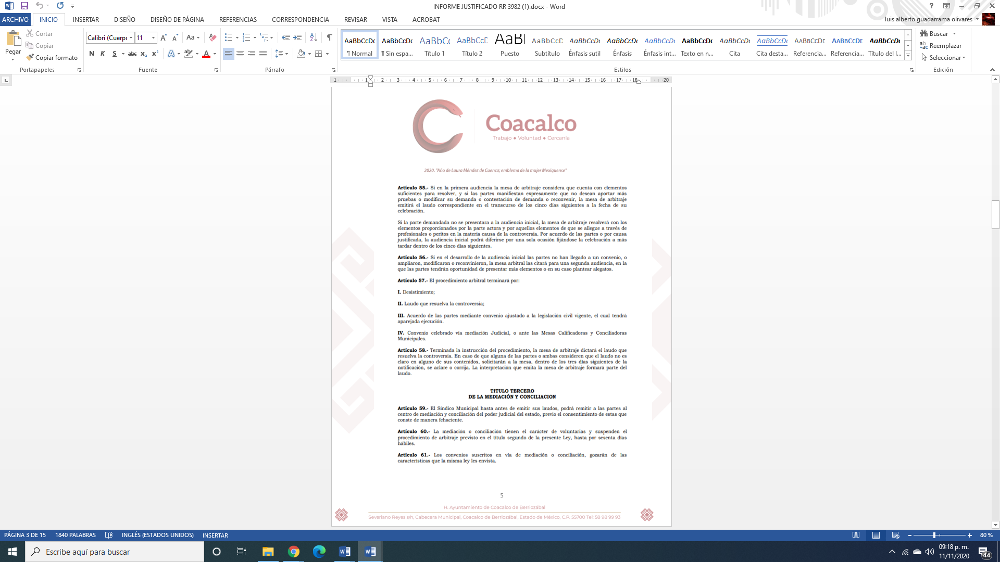 INFORME JUSTIFICADO RR 3982 (1).docx - Word
ARCHIVO INICIO INSERTAR DISEÑO DISEÑO DE PÁGINA REFERENCIAS CORRESPONDENCIA REVISAR VISTA ACROBAT
luis alberto guadarrama olivares
Pegar
Cortar
Copiar
Copiar formato
Portapapeles
Calibri (Cuerpo 11
N K S abc x₂ x²
Fuente
Párrafo
AaBbCcDc AaBbCcDc AaBbCc AaBbCcD AaB AaBbCcD AaBbCcDc AaBbCcDc AaBbCcDc AaBbCcDc AaBbCcDc AaBbCcDc AABBCCDE AABBCCDE AaBbCcDc
¶ Normal ¶ Sin espa... Título 1 Título 2 Puesto Subtítulo Énfasis sutil Énfasis Énfasis int... Texto en n... Cita Cita desta... Referencia... Referencia... Título del l...
Estilos
Buscar
Reemplazar
Seleccionar
Edición
1 1 2 3 4 5 6 7 8 9 10 11 12 13 14 15 16 17 18 20
Coacalco
Trabajo ◆ Voluntad ◆ Cercanía
2020. "Año de Laura Méndez de Cuenca; emblema de la mujer Mexiquense"
Artículo 55.- Si en la primera audiencia la mesa de arbitraje considera que cuenta con elementos
suficientes para resolver, y si las partes manifiestan expresamente que no desean aportar más
pruebas o modificar su demanda o contestación de demanda o reconvenir, la mesa de arbitraje
emitirá el laudo correspondiente en el transcurso de los cinco días siguientes a la fecha de su
celebración.
Si la parte demandada no se presentara a la audiencia inicial, la mesa de arbitraje resolverá con los
elementos proporcionados por la parte actora y por aquellos elementos de que se allegue a través de
profesionales o peritos en la materia causa de la controversia. Por acuerdo de las partes o por causa
justificada, la audiencia inicial podrá diferirse por una sola ocasión fijándose la celebración a más
tardar dentro de los cinco días siguientes.
Artículo 56.- Si en el desarrollo de la audiencia inicial las partes no han llegado a un convenio, o
ampliaron, modificaron o reconvinieron, la mesa arbitral las citará para una segunda audiencia, en la
que las partes tendrán oportunidad de presentar más elementos o en su caso plantear alegatos.
Artículo 57.- El procedimiento arbitral terminará por:
I. Desistimiento;
II. Laudo que resuelva la controversia;
III. Acuerdo de las partes mediante convenio ajustado a la legislación civil vigente, el cual tendrá
aparejada ejecución.
IV. Convenio celebrado vía mediación Judicial, o ante las Mesas Calificadoras y Conciliadoras
Municipales.
Artículo 58.- Terminada la instrucción del procedimiento, la mesa de arbitraje dictará el laudo que
resuelva la controversia. En caso de que alguna de las partes o ambas consideren que el laudo no es
claro en alguno de sus contenidos, solicitarán a la mesa, dentro de los tres días siguientes de la
notificación, se aclare o corrija. La interpretación que emita la mesa de arbitraje formará parte del
laudo.
TITULO TERCERO
DE LA MEDIACIÓN Y CONCILIACION
Artículo 59.- El Síndico Municipal hasta antes de emitir sus laudos, podrá remitir a las partes al
centro de mediación y conciliación del poder judicial del estado, previo el consentimiento de estas que
conste de manera fehaciente.
Artículo 60.- La mediación o conciliación tienen el carácter de voluntarias y suspenden el
procedimiento de arbitraje previsto en el título segundo de la presente Ley, hasta por sesenta días
hábiles.
Artículo 61.- Los convenios suscritos en vía de mediación o conciliación, gozarán de las
características que la misma ley les envista.
5
H. Ayuntamiento de Coacalco de Berriozábal
Severiano Reyes s/n, Cabecera Municipal, Coacalco de Berriozábal, Estado de México, C.P. 55700 Tel: 58 98 99 93
PÁGINA 3 DE 15 1840 PALABRAS INGLÉS (ESTADOS UNIDOS) INSERTAR
80 %
Escribe aquí para buscar
09:18 p. m.
11/11/2020
44